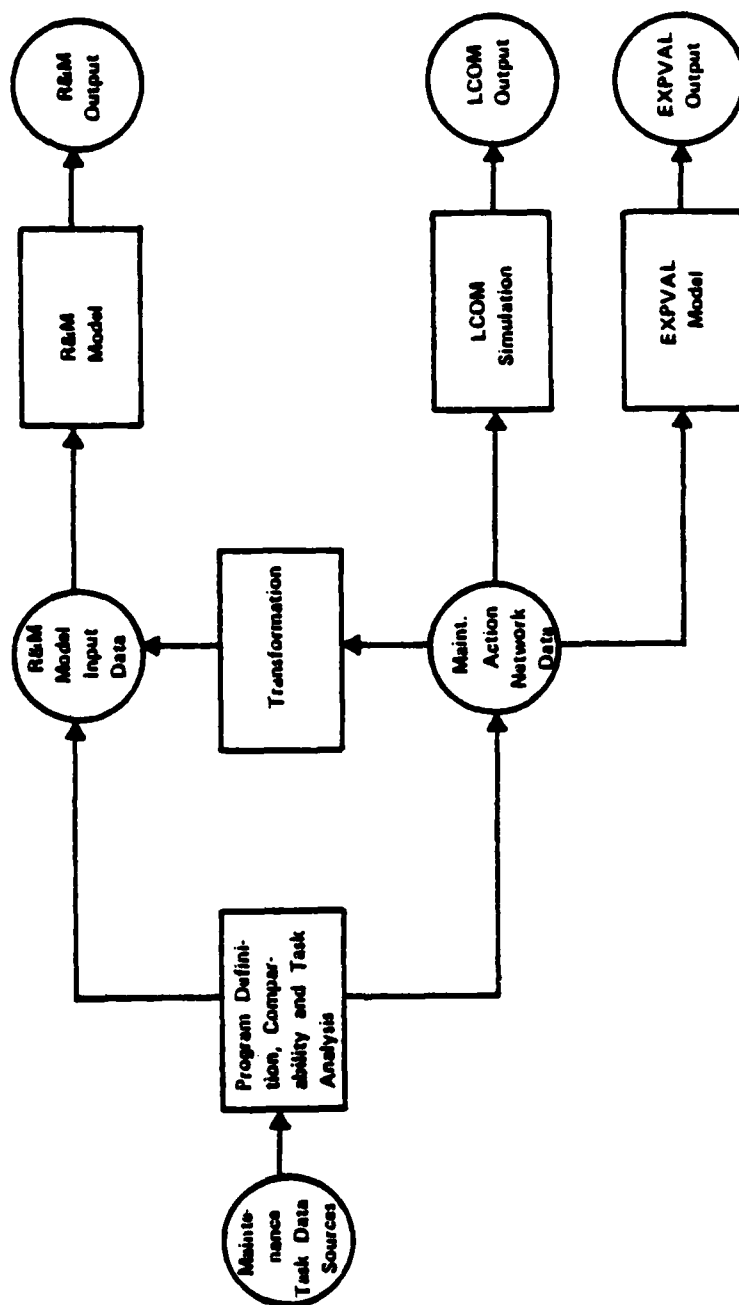 Mainte-
nance
Task Data
Sources
Program Defini-
tion, Compar-
ability and Task
Analysis
R&M
Model
Input
Data
Transformation
Maint.
Action
Network
Data
R&M
Model
LCOM
Simulation
EXPVAL
Model
R&M
Output
LCOM
Output
EXPVAL
Output